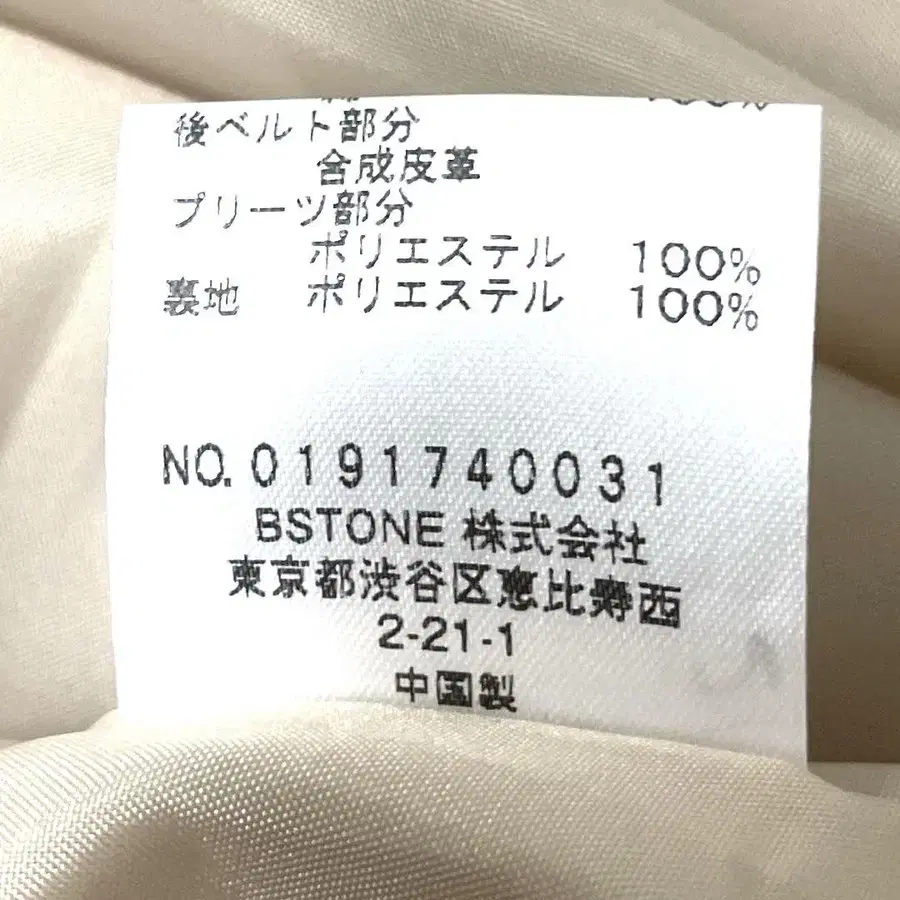 後ベルト部分
合成皮革
プリーツ部分
ポリエステル 100%
裏地 ポリエステル 100%
NO.0191740031
BSTONE 株式会社
東京都渋谷区恵比寿西
2-21-1
中国製